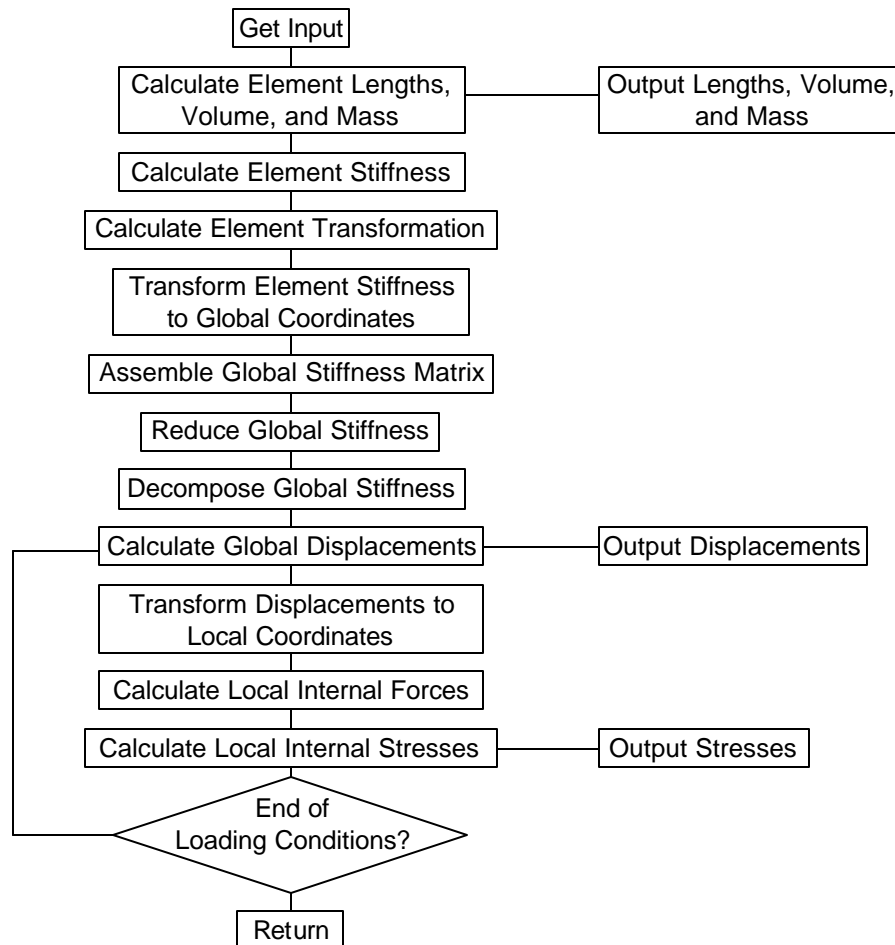 Get Input
Calculate Element Lengths,
Volume, and Mass
Output Lengths, Volume,
and Mass
Calculate Element Stiffness
Calculate Element Transformation
Transform Element Stiffness
to Global Coordinates
Assemble Global Stiffness Matrix
Reduce Global Stiffness
Decompose Global Stiffness
Calculate Global Displacements
Output Displacements
Transform Displacements to
Local Coordinates
Calculate Local Internal Forces
Calculate Local Internal Stresses
Output Stresses
End of
Loading Conditions?
Return